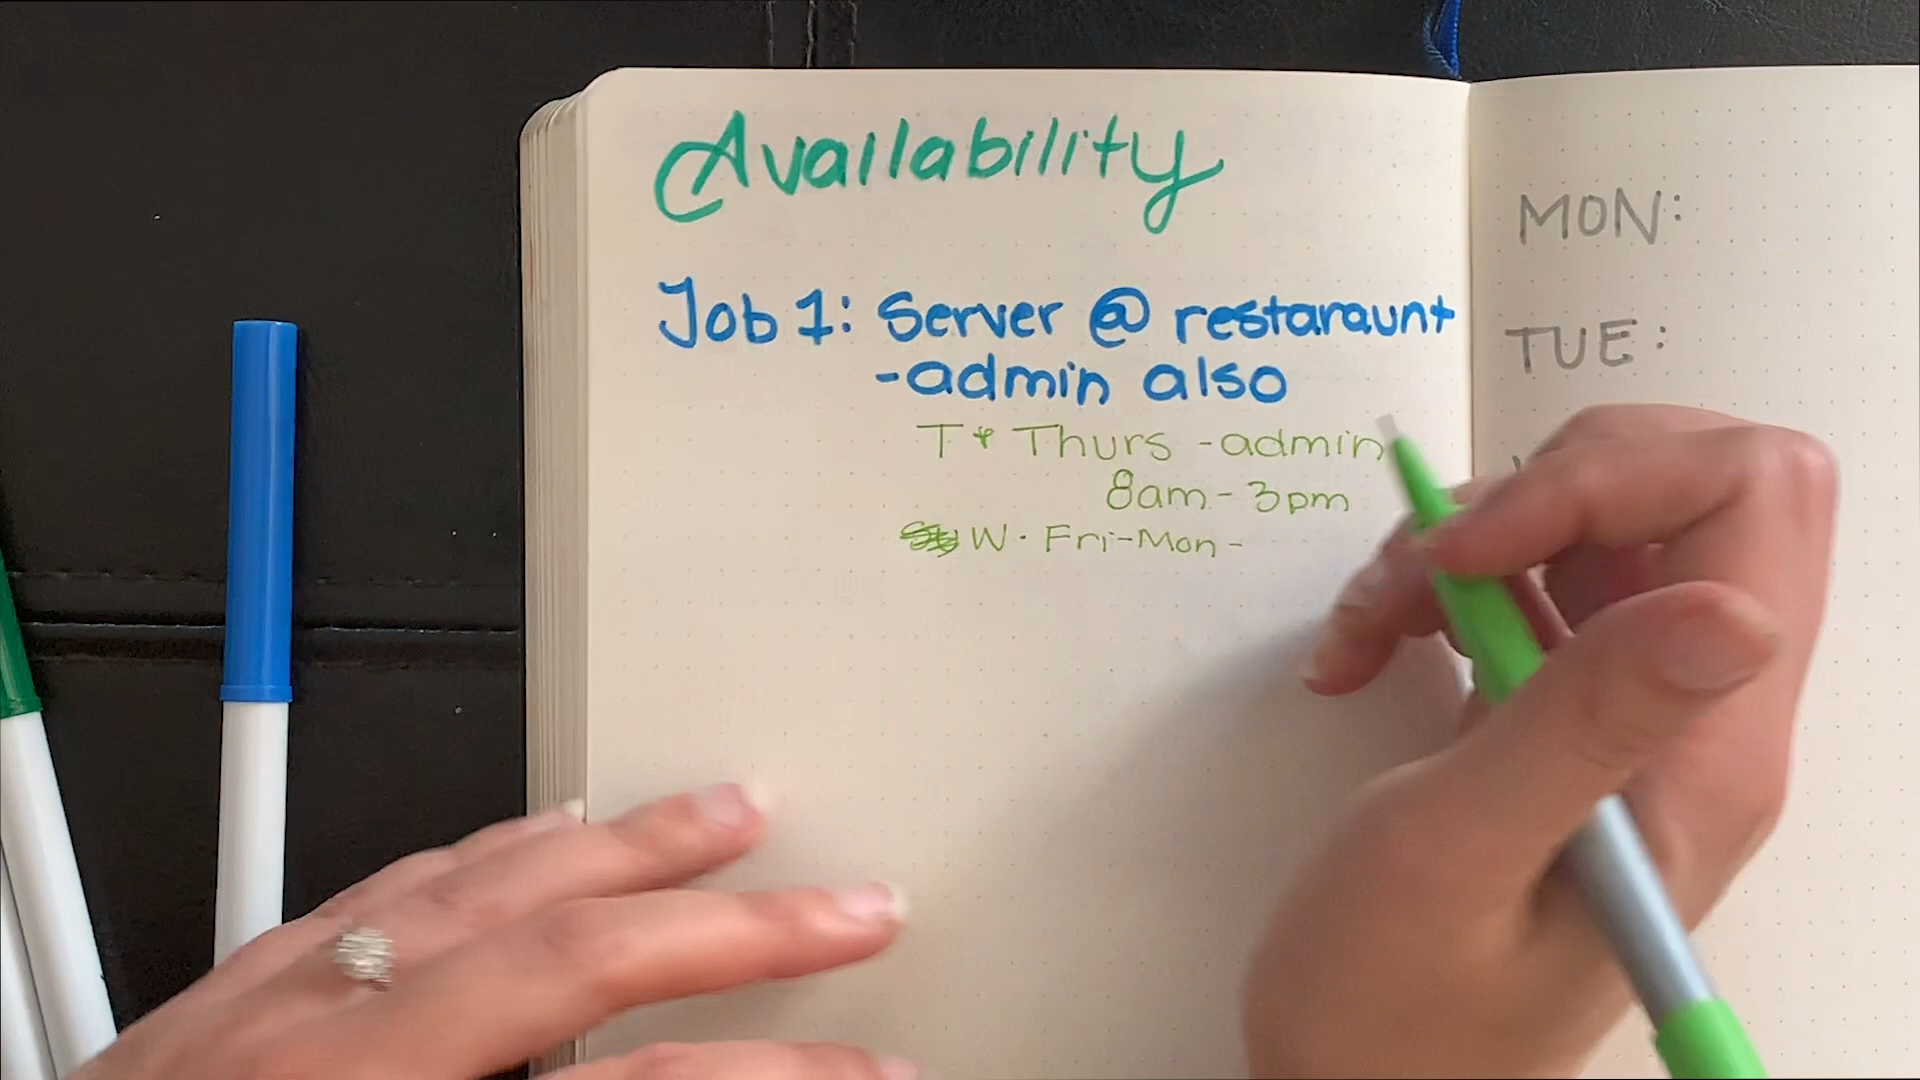 Availability
Job 1: Server @ restaraunt
-admin also
T & Thurs -admin
8am - 3pm
W. Fri-Mon -
MON:
TUE: